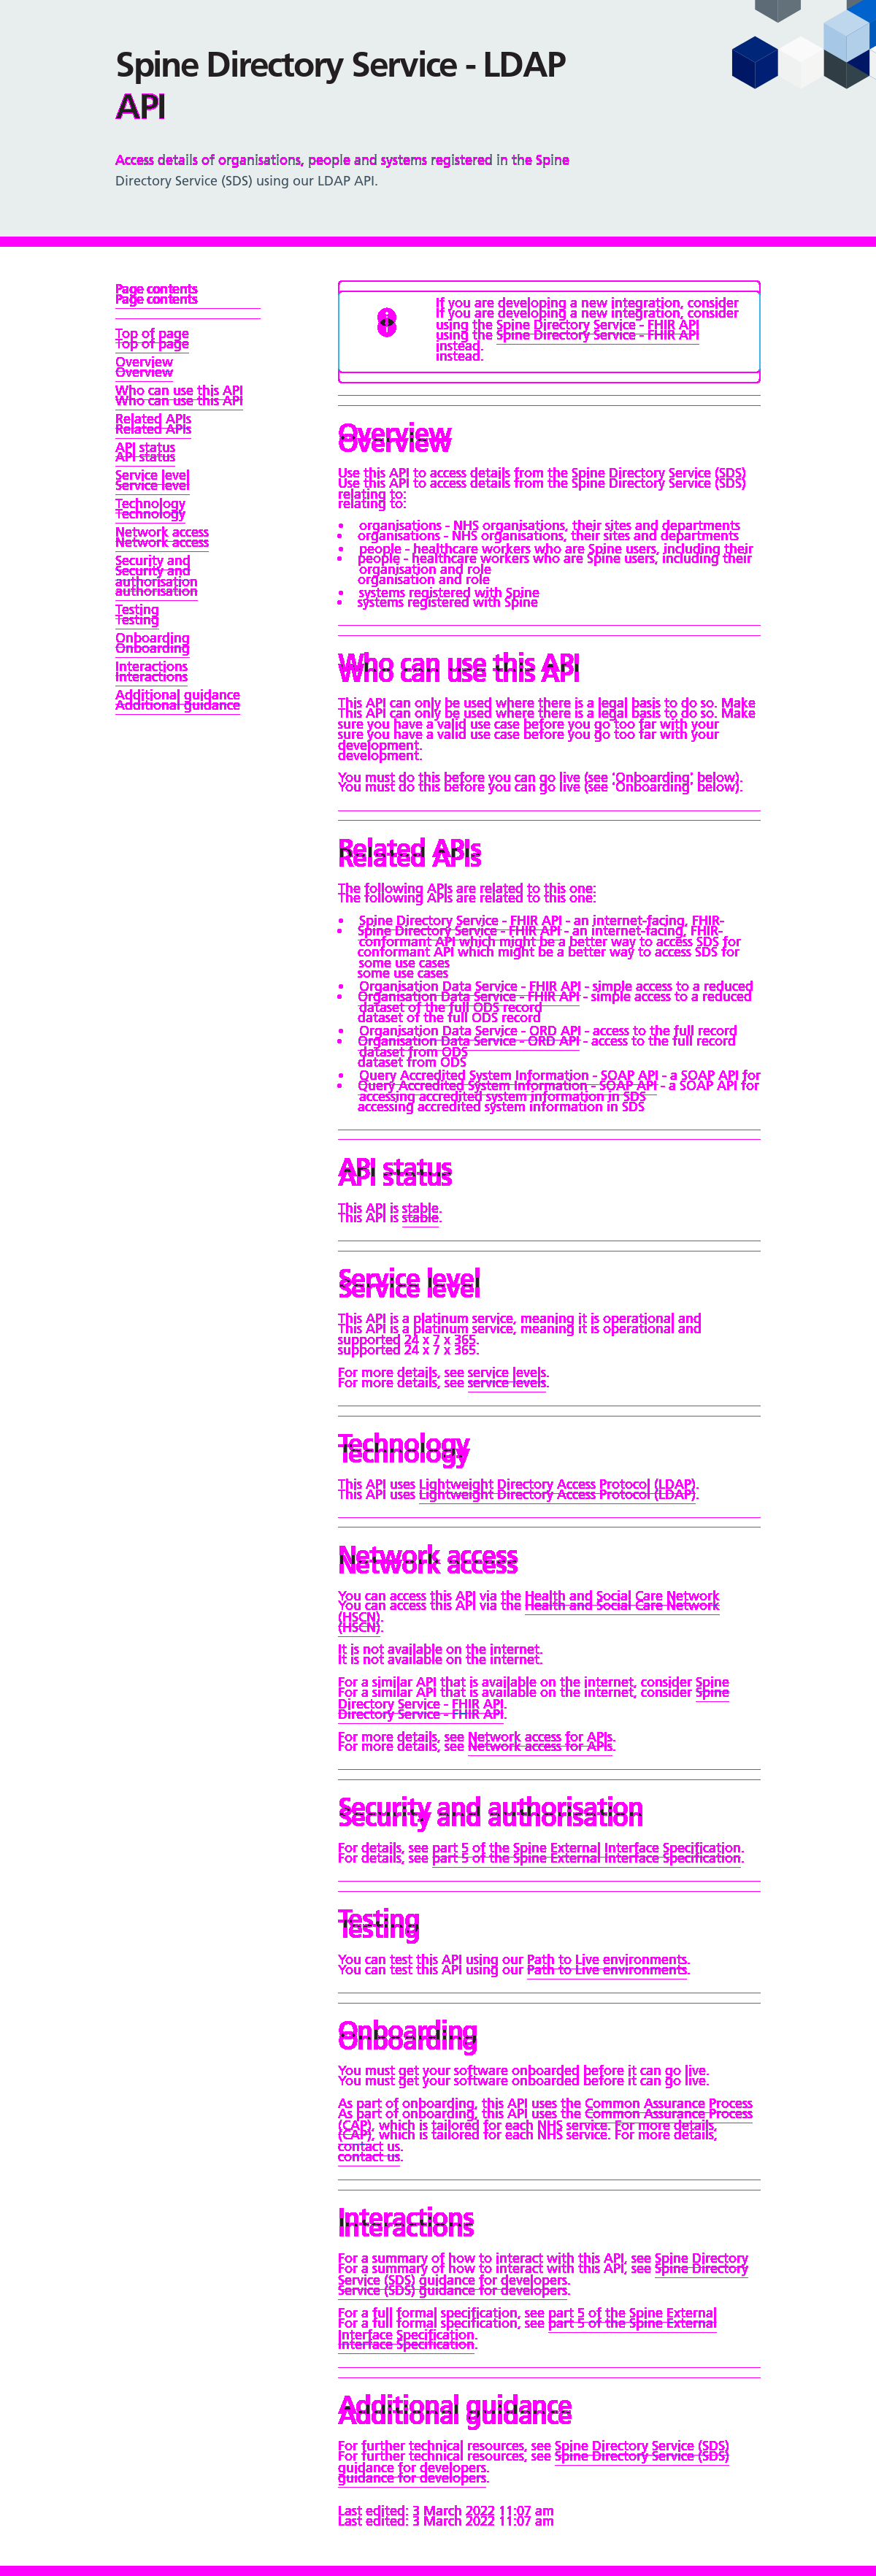 Spine Directory Service - LDAP
API
Access details of organisations, people and systems registered in the Spine
Directory Service (SDS) using our LDAP API.
Page contents
Top of page
Overview
Who can use this API
Related APIs
API status
Service level
Technology
Network access
Security and
authorisation
Testing
Onboarding
Interactions
Additional guidance
If you are developing a new integration, consider
using the Spine Directory Service - FHIR API
instead.
Overview
Use this API to access details from the Spine Directory Service (SDS)
relating to:
• organisations - NHS organisations, their sites and departments
• people - healthcare workers who are Spine users, including their
organisation and role
• systems registered with Spine
Who can use this API
This API can only be used where there is a legal basis to do so. Make
sure you have a valid use case before you go too far with your
development.
You must do this before you can go live (see 'Onboarding' below).
Related APIs
The following APIs are related to this one:
• Spine Directory Service - FHIR API - an internet-facing, FHIR-
conformant API which might be a better way to access SDS for
some use cases
• Organisation Data Service - FHIR API - simple access to a reduced
dataset of the full ODS record
• Organisation Data Service - ORD API - access to the full record
dataset from ODS
• Query Accredited System Information - SOAP API - a SOAP API for
accessing accredited system information in SDS
API status
This API is stable.
Service level
This API is a platinum service, meaning it is operational and
supported 24 x 7 x 365.
For more details, see service levels.
Technology
This API uses Lightweight Directory Access Protocol (LDAP).
Network access
You can access this API via the Health and Social Care Network
(HSCN).
It is not available on the internet.
For a similar API that is available on the internet, consider Spine
Directory Service - FHIR API.
For more details, see Network access for APIs.
Security and authorisation
For details, see part 5 of the Spine External Interface Specification.
Testing
You can test this API using our Path to Live environments.
Onboarding
You must get your software onboarded before it can go live.
As part of onboarding, this API uses the Common Assurance Process
(CAP), which is tailored for each NHS service. For more details,
contact us.
Interactions
For a summary of how to interact with this API, see Spine Directory
Service (SDS) guidance for developers.
For a full formal specification, see part 5 of the Spine External
Interface Specification.
Additional guidance
For further technical resources, see Spine Directory Service (SDS)
guidance for developers.
Last edited: 3 March 2022 11:07 am